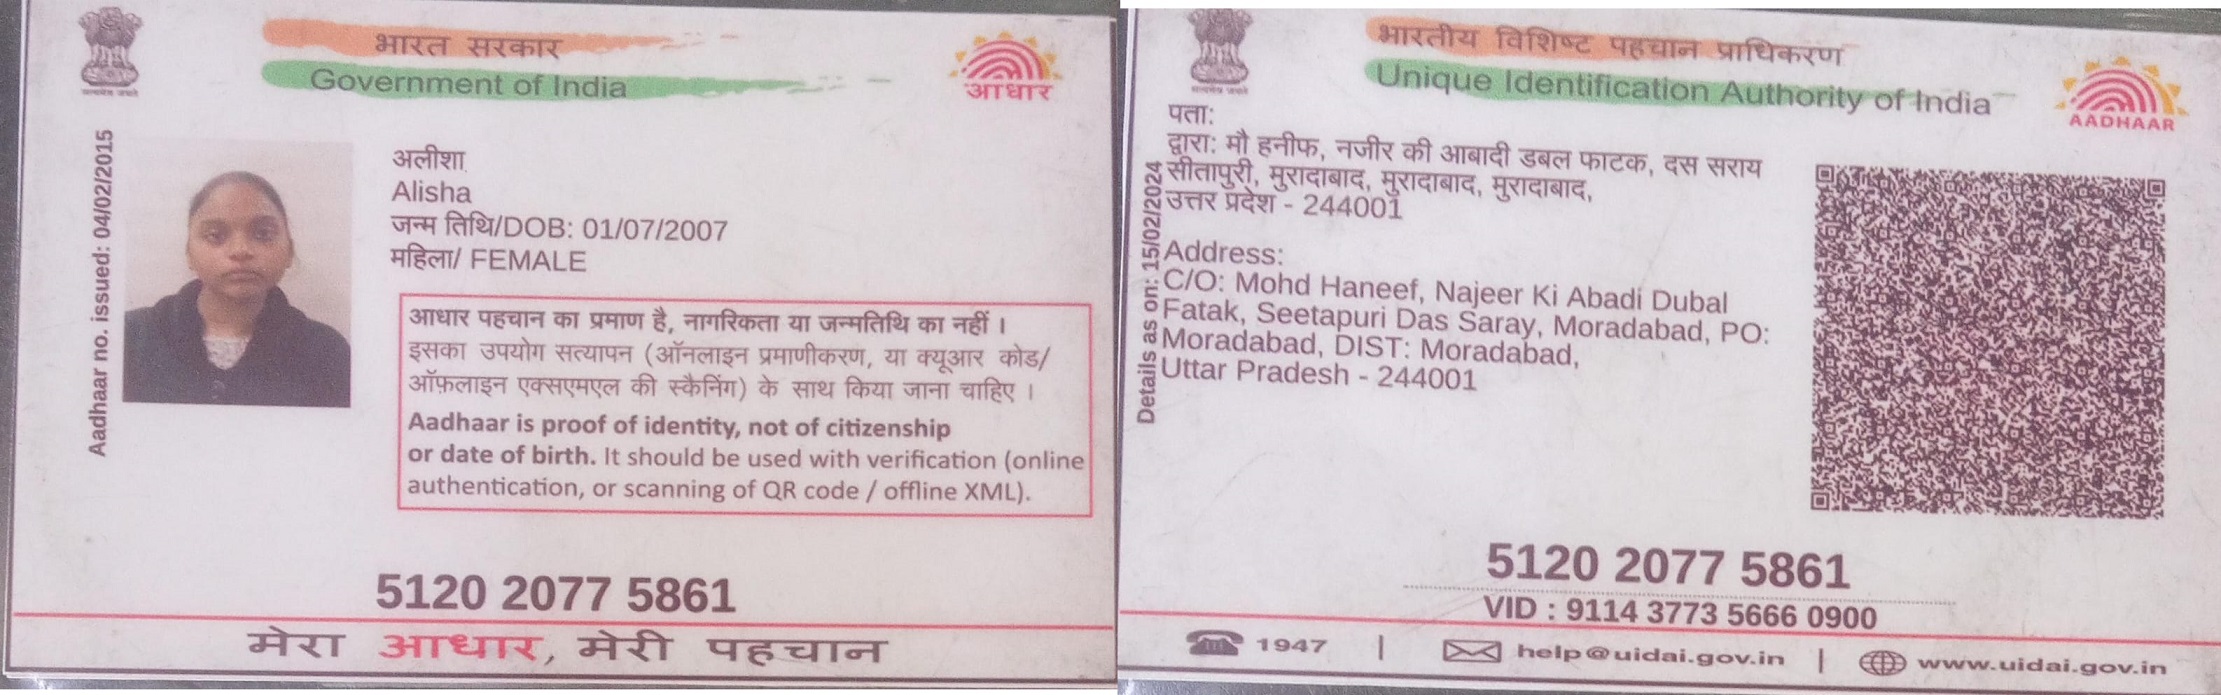 भारत सरकार
Government of India
आधार
Aadhaar no. issued: 04/02/2015
अलीशा
Alisha
जन्म तिथि/DOB: 01/07/2007
महिला/ FEMALE
आधार पहचान का प्रमाण है, नागरिकता या जन्मतिथि का नहीं ।
इसका उपयोग सत्यापन (ऑनलाइन प्रमाणीकरण, या क्यूआर कोड/
ऑफ़लाइन एक्सएमएल की स्कैनिंग) के साथ किया जाना चाहिए ।
Aadhaar is proof of identity, not of citizenship
or date of birth. It should be used with verification (online
authentication, or scanning of QR code / offline XML).
5120 2077 5861
मेरा आधार, मेरी पहचान
भारतीय विशिष्ट पहचान प्राधिकरण
Unique Identification Authority of India
AADHAAR
Details as on: 15/02/2024
पता:
द्वारा: मौ हनीफ, नजीर की आबादी डबल फाटक, दस सराय
सीतापुरी, मुरादाबाद, मुरादाबाद, मुरादाबाद,
उत्तर प्रदेश - 244001
Address:
C/O: Mohd Haneef, Najeer Ki Abadi Dubal
Fatak, Seetapuri Das Saray, Moradabad, PO:
Moradabad, DIST: Moradabad,
Uttar Pradesh - 244001
5120 2077 5861
VID : 9114 3773 5666 0900
1947 | help@uidai.gov.in | www.uidai.gov.in